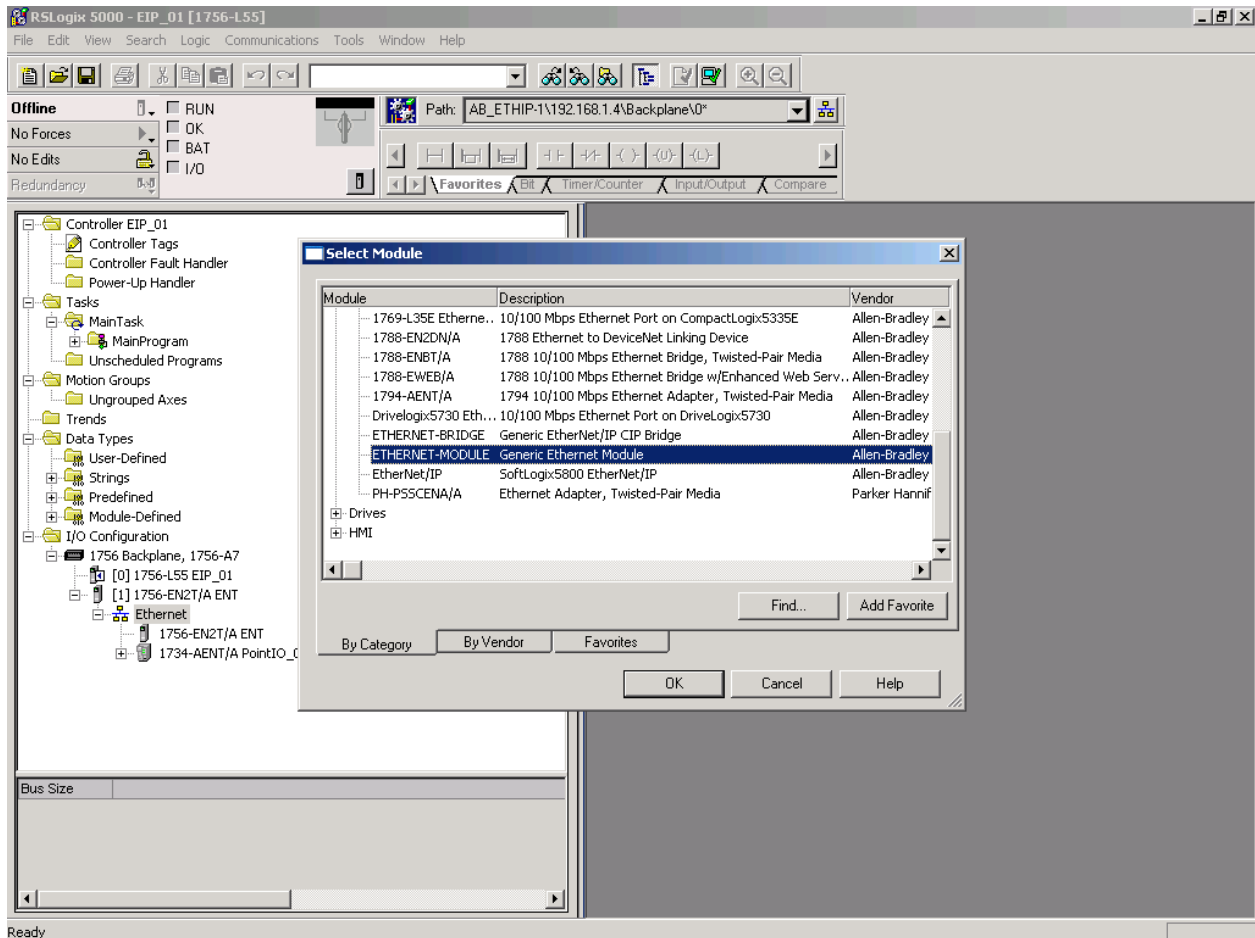 RSLogix 5000 - EIP_01 [1756-L55]
File Edit View Search Logic Communications Tools Window Help
Offline
RUN
No Forces
OK
No Edits
BAT
Redundancy
I/O
Path: AB_ETHIP-1\192.168.1.4\Backplane\0*
Favorites Bit Timer/Counter Input/Output Compare
Controller EIP_01
Controller Tags
Controller Fault Handler
Power-Up Handler
Tasks
MainTask
MainProgram
Unscheduled Programs
Motion Groups
Ungrouped Axes
Trends
Data Types
User-Defined
Strings
Predefined
Module-Defined
I/O Configuration
1756 Backplane, 1756-A7
[0] 1756-L55 EIP_01
[1] 1756-EN2T/A ENT
Ethernet
1756-EN2T/A ENT
1734-AENT/A PointIO_0
Select Module
Module Description Vendor
1769-L35E Etherne.. 10/100 Mbps Ethernet Port on CompactLogix5335E Allen-Bradley
1788-EN2DN/A 1788 Ethernet to DeviceNet Linking Device Allen-Bradley
1788-ENBT/A 1788 10/100 Mbps Ethernet Bridge, Twisted-Pair Media Allen-Bradley
1788-EWEB/A 1788 10/100 Mbps Ethernet Bridge w/Enhanced Web Serv.. Allen-Bradley
1794-AENT/A 1794 10/100 Mbps Ethernet Adapter, Twisted-Pair Media Allen-Bradley
Drivelogix5730 Eth... 10/100 Mbps Ethernet Port on DriveLogix5730 Allen-Bradley
ETHERNET-BRIDGE Generic EtherNet/IP CIP Bridge Allen-Bradley
ETHERNET-MODULE Generic Ethernet Module Allen-Bradley
EtherNet/IP SoftLogix5800 EtherNet/IP Allen-Bradley
PH-PSSCENA/A Ethernet Adapter, Twisted-Pair Media Parker Hannif
Drives
HMI
Find... Add Favorite
By Category By Vendor Favorites
OK Cancel Help
Bus Size
Ready